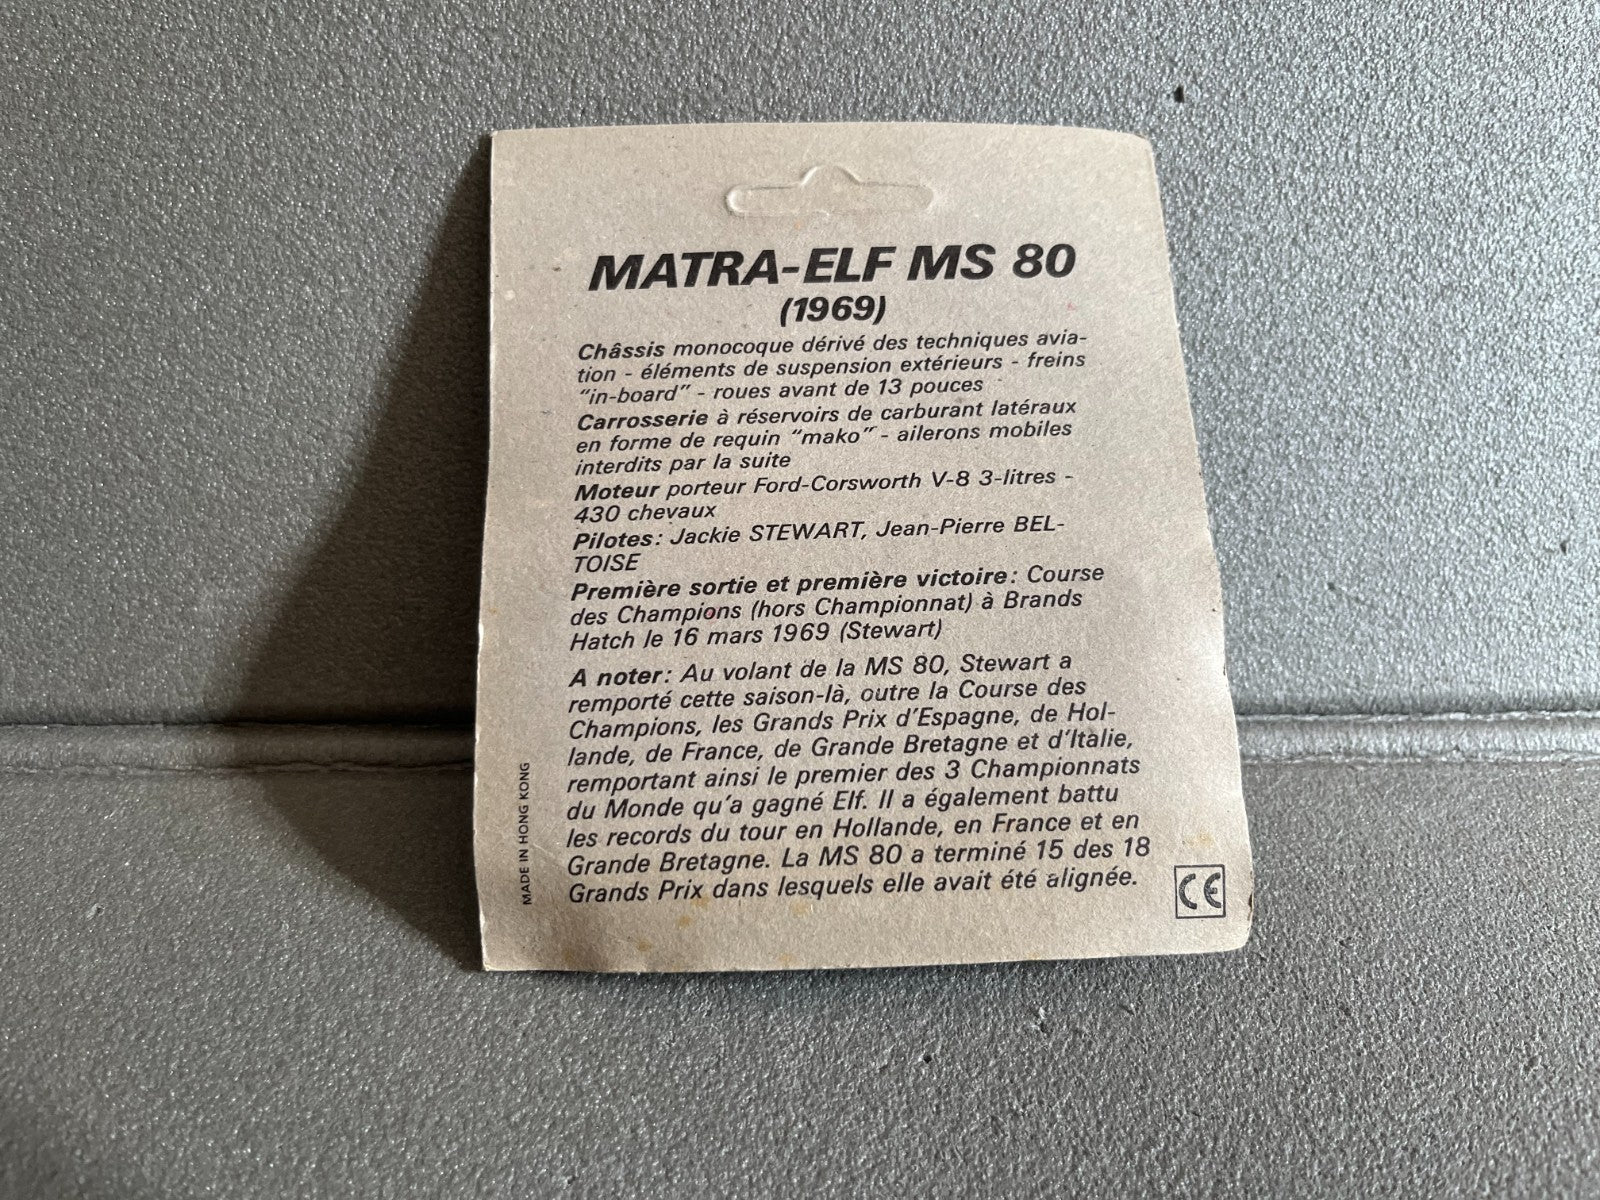 MATRA-ELF MS 80
(1969)
Châssis monocoque dérivé des techniques avia-
tion - éléments de suspension extérieurs - freins
"in-board" - roues avant de 13 pouces
Carrosserie à réservoirs de carburant latéraux
en forme de requin "mako" - ailerons mobiles
interdits par la suite
Moteur porteur Ford-Corsworth V-8 3-litres -
430 chevaux
Pilotes: Jackie STEWART, Jean-Pierre BEL-
TOISE
Première sortie et première victoire: Course
des Champions (hors Championnat) à Brands
Hatch le 16 mars 1969 (Stewart)
A noter: Au volant de la MS 80, Stewart a
remporté cette saison-là, outre la Course des
Champions, les Grands Prix d'Espagne, de Hol-
lande, de France, de Grande Bretagne et d'Italie,
remportant ainsi le premier des 3 Championnats
du Monde qu'a gagné Elf. Il a également battu
les records du tour en Hollande, en France et en
Grande Bretagne. La MS 80 a terminé 15 des 18
Grands Prix dans lesquels elle avait été alignée.
MADE IN HONG KONG
CE